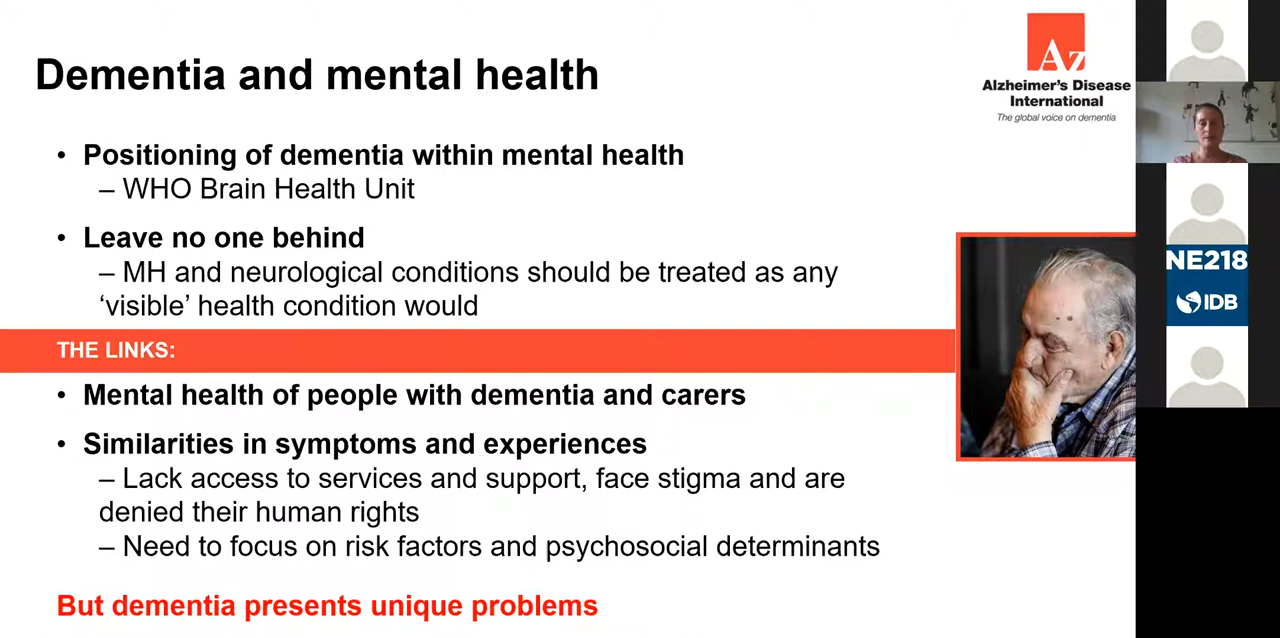 Dementia and mental health
Az
Alzheimer's Disease
International
The global voice on dementia
• Positioning of dementia within mental health
– WHO Brain Health Unit
• Leave no one behind
– MH and neurological conditions should be treated as any
‘visible’ health condition would
THE LINKS:
• Mental health of people with dementia and carers
• Similarities in symptoms and experiences
– Lack access to services and support, face stigma and are
denied their human rights
– Need to focus on risk factors and psychosocial determinants
But dementia presents unique problems
NE218
IDB